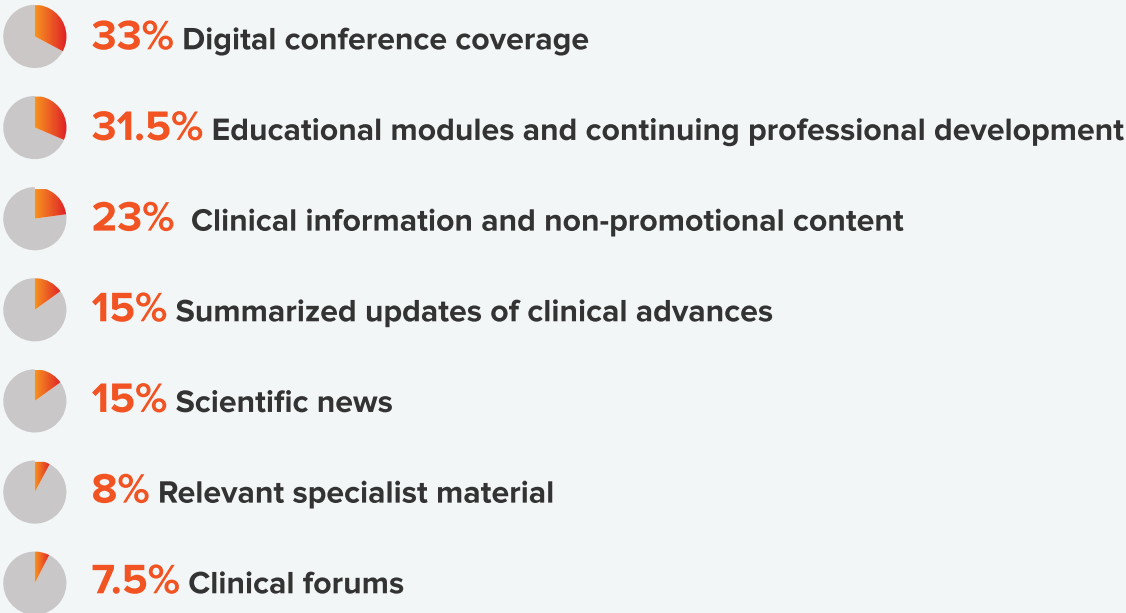 33% Digital conference coverage
31.5% Educational modules and continuing professional development
23% Clinical information and non-promotional content
15% Summarized updates of clinical advances
15% Scientific news
8% Relevant specialist material
7.5% Clinical forums